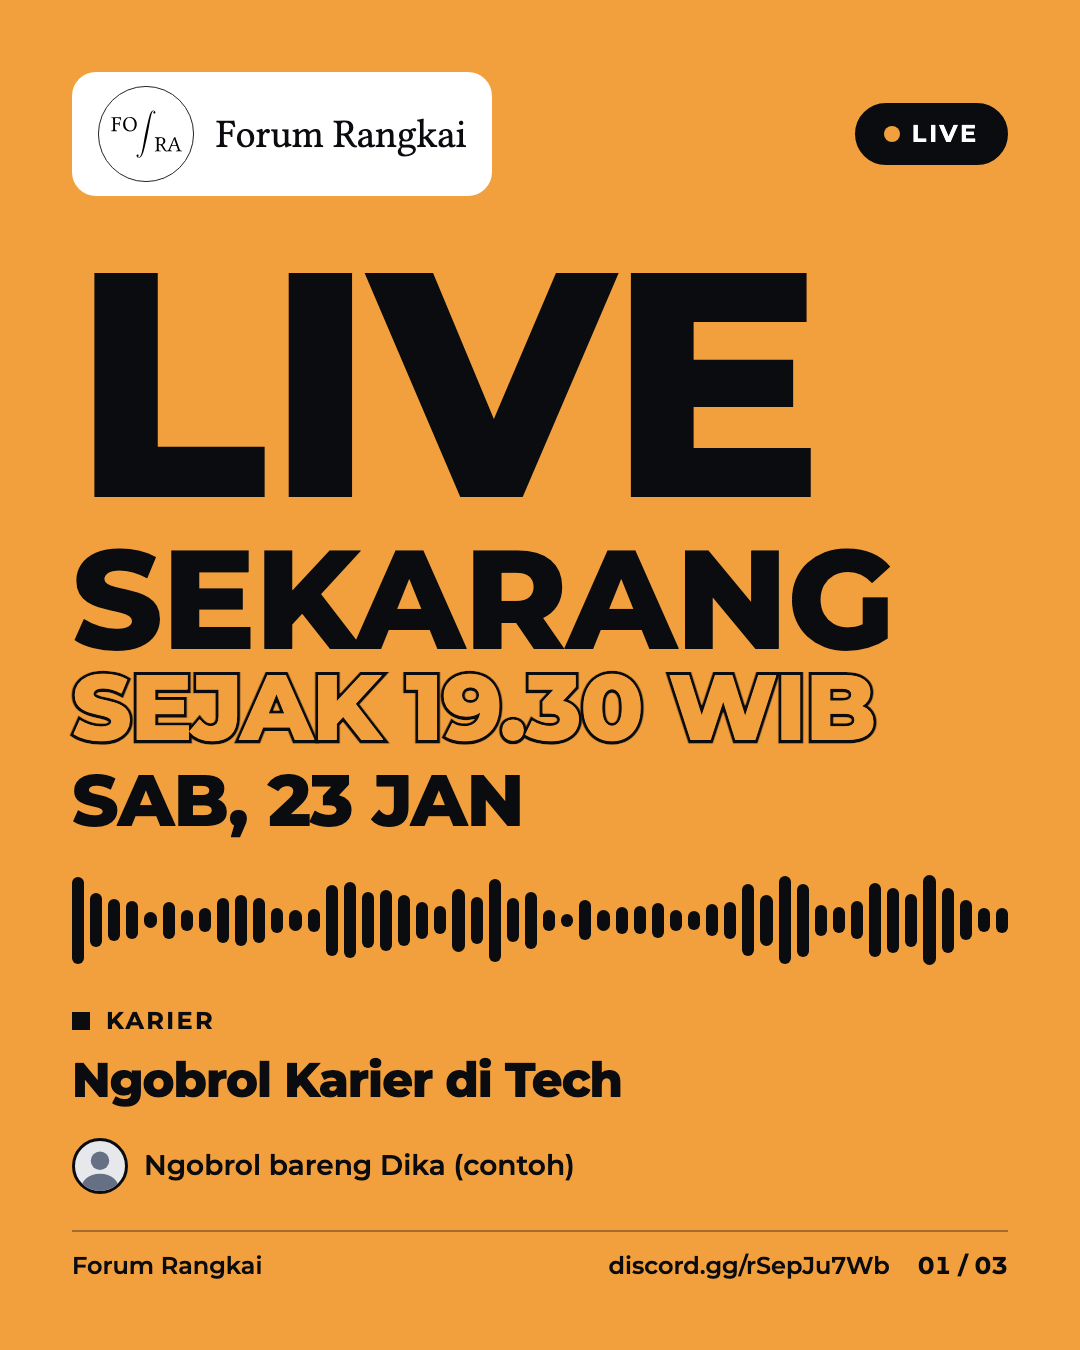 FO RA
Forum Rangkai
LIVE
LIVE
SEKARANG
SEJAK 19.30 WIB
SAB, 23 JAN
KARIER
Ngobrol Karier di Tech
Ngobrol bareng Dika (contoh)
Forum Rangkai
discord.gg/rSepJu7Wb 01 / 03